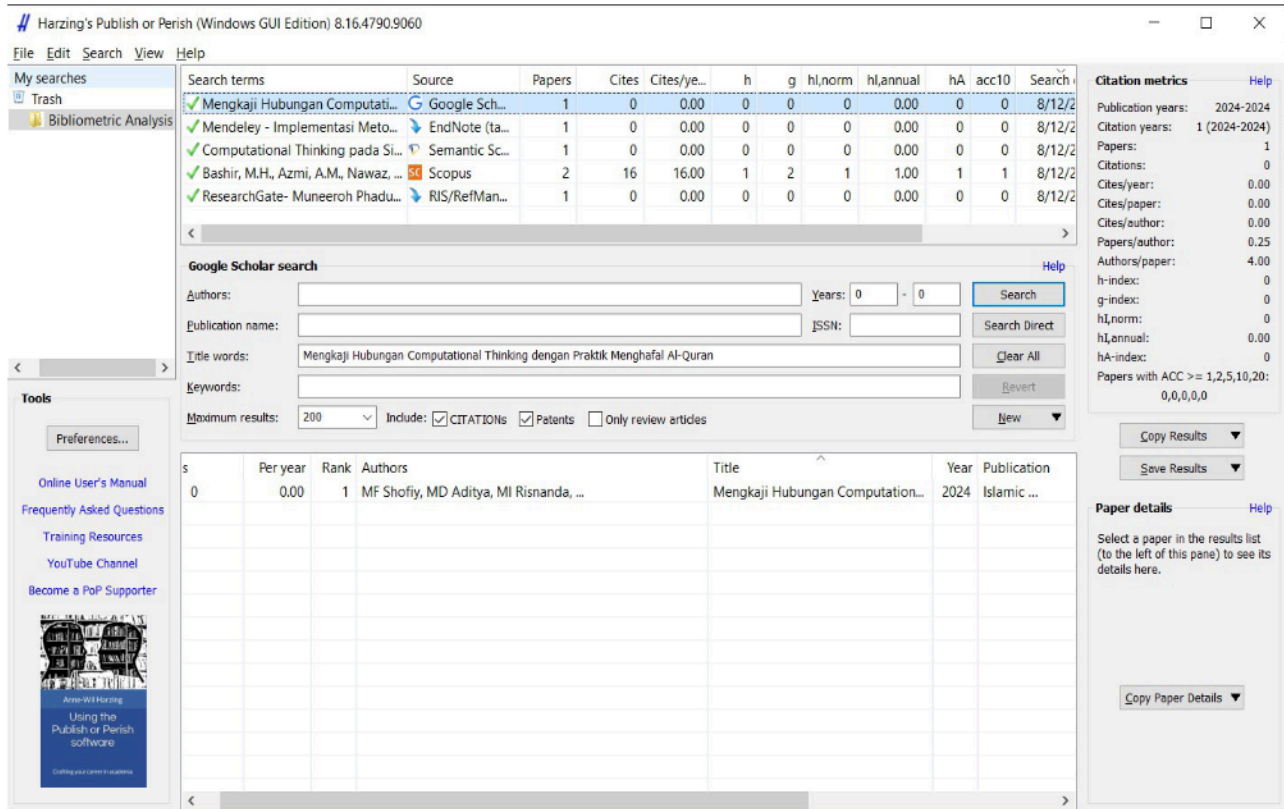 Harzing's Publish or Perish (Windows GUI Edition) 8.16.4790.9060
File Edit Search View Help
My searches
Trash
Bibliometric Analysis
Search terms Source Papers Cites Cites/ye... h g hI,norm hI,annual hA acc10 Search
Mengkaji Hubungan Computati... Google Sch... 1 0 0.00 0 0 0 0.00 0 0 8/12/2
Mendeley - Implementasi Meto... EndNote (ta... 1 0 0.00 0 0 0 0.00 0 0 8/12/2
Computational Thinking pada Si... Semantic Sc... 1 0 0.00 0 0 0 0.00 0 0 8/12/2
Bashir, M.H., Azmi, A.M., Nawaz, ... SC Scopus 2 16 16.00 1 2 1 1.00 1 1 8/12/2
ResearchGate- Muneeroh Phadu... RIS/RefMan... 1 0 0.00 0 0 0 0.00 0 0 8/12/2
Google Scholar search Help
Authors: Years: 0 - 0 Search
Publication name: ISSN: Search Direct
Title words: Mengkaji Hubungan Computational Thinking dengan Praktik Menghafal Al-Quran Clear All
Keywords: Revert
Maximum results: 200 Include: CITATIONs Patents Only review articles New
s Per year Rank Authors Title Year Publication
0 0.00 1 MF Shofiy, MD Aditya, MI Risnanda, ... Mengkaji Hubungan Computation... 2024 Islamic ...
Tools
Preferences...
Online User's Manual
Frequently Asked Questions
Training Resources
YouTube Channel
Become a PoP Supporter
Anne-Wil Harzing
Using the
Publish or Perish
software
Crafting your career in academia
Citation metrics Help
Publication years: 2024-2024
Citation years: 1 (2024-2024)
Papers: 1
Citations: 0
Cites/year: 0.00
Cites/paper: 0.00
Cites/author: 0.00
Papers/author: 0.25
Authors/paper: 4.00
h-index: 0
g-index: 0
hI,norm: 0
hI,annual: 0.00
hA-index: 0
Papers with ACC >= 1,2,5,10,20:
0,0,0,0,0
Copy Results
Save Results
Paper details Help
Select a paper in the results list
(to the left of this pane) to see its
details here.
Copy Paper Details